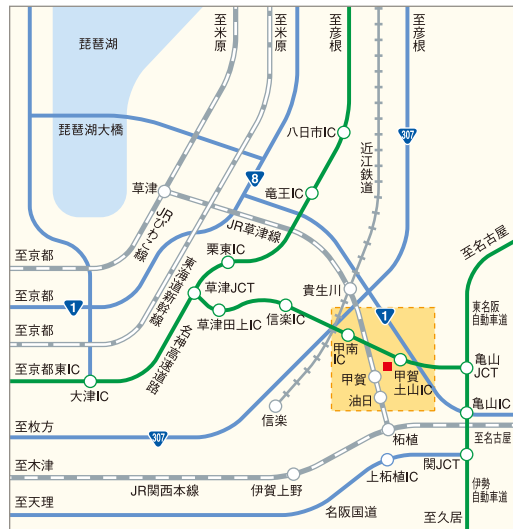 至米原
至米原
至彦根
至彦根
琵琶湖
琵琶湖大橋
八日市IC
307
近江鉄道
8
草津
竜王IC
JRびわこ線
JR草津線
至名古屋
栗東IC
至京都
東海道新幹線
草津JCT
貴生川
至京都
1
草津田上IC
信楽IC
1
東名阪
自動車道
名神高速道路
至京都
甲南
IC
亀山
JCT
甲賀
甲賀
土山IC
至京都東IC
大津IC
油日
信楽
亀山IC
至枚方
307
柘植
至名古屋
至木津
JR関西本線
伊賀上野
上柘植IC
関JCT
伊勢
自動車道
至天理
名阪国道
至久居